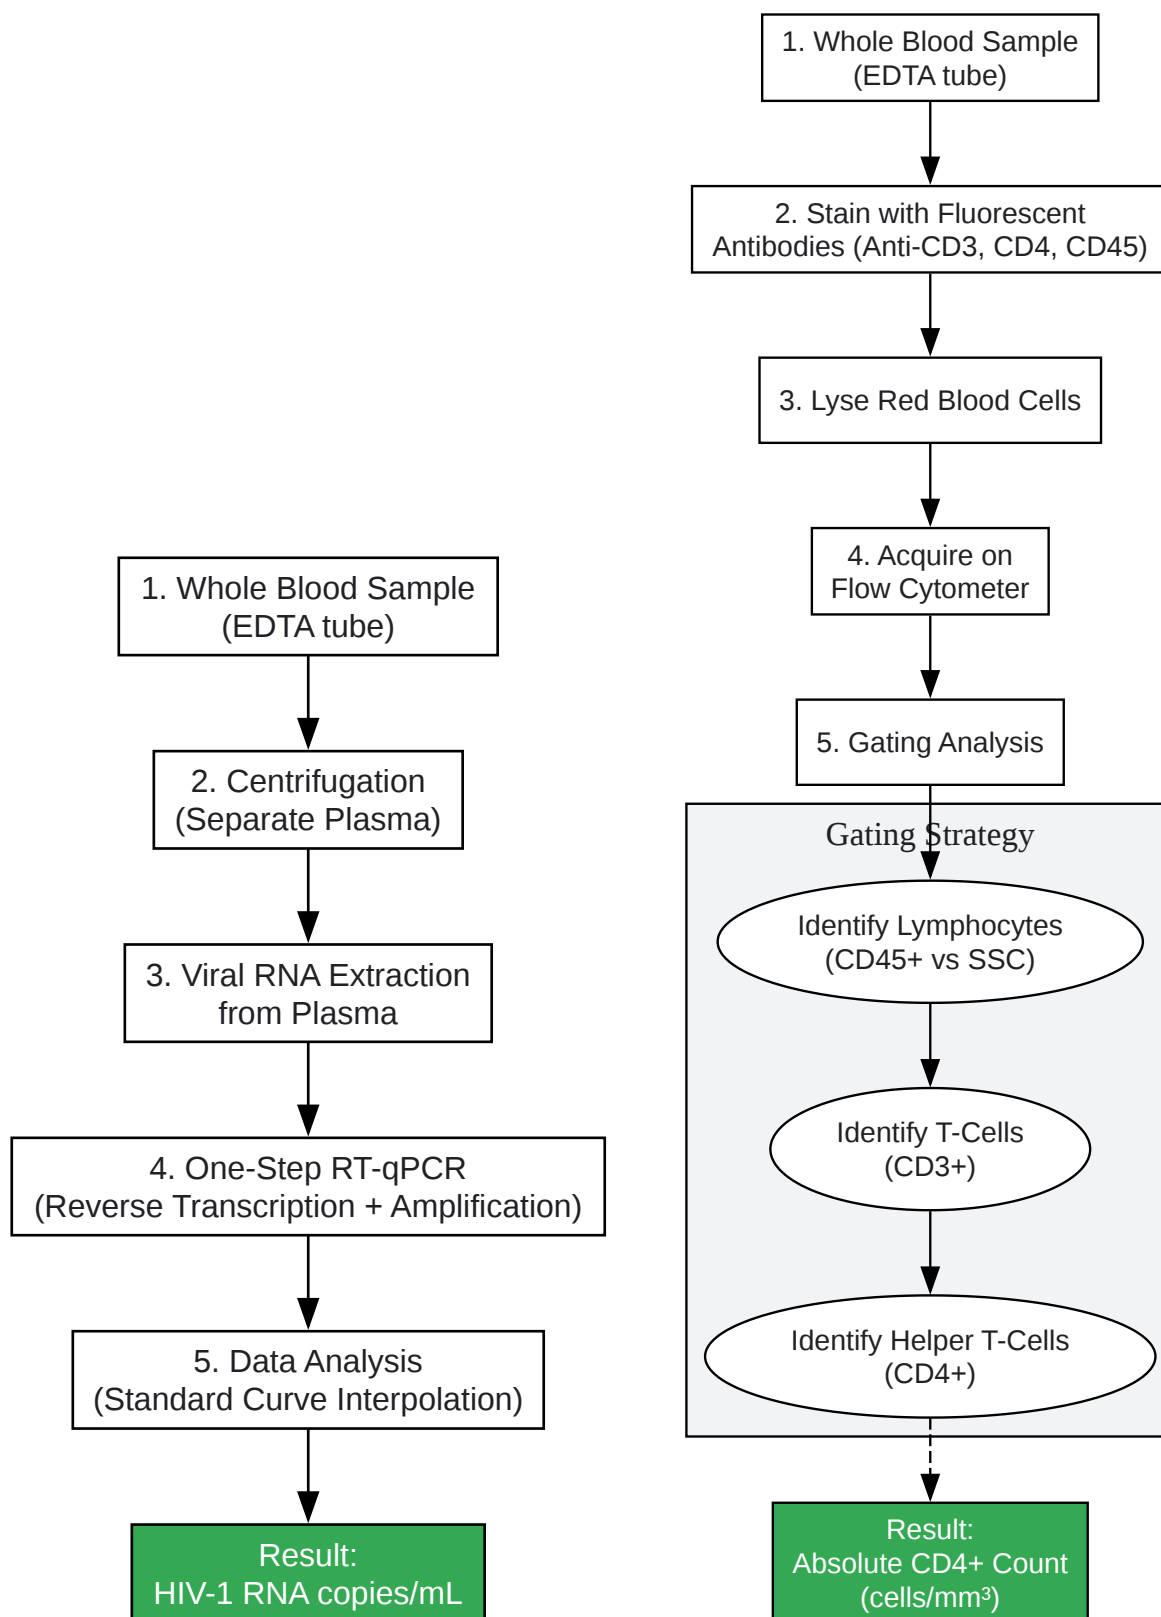 1. Whole Blood Sample
(EDTA tube)
2. Centrifugation
(Separate Plasma)
3. Viral RNA Extraction
from Plasma
4. One-Step RT-qPCR
(Reverse Transcription + Amplification)
5. Data Analysis
(Standard Curve Interpolation)
Result:
HIV-1 RNA copies/mL
1. Whole Blood Sample
(EDTA tube)
2. Stain with Fluorescent
Antibodies (Anti-CD3, CD4, CD45)
3. Lyse Red Blood Cells
4. Acquire on
Flow Cytometer
5. Gating Analysis
Gating Strategy
Identify Lymphocytes
(CD45+ vs SSC)
Identify T-Cells
(CD3+)
Identify Helper T-Cells
(CD4+)
Result:
Absolute CD4+ Count
(cells/mm³)